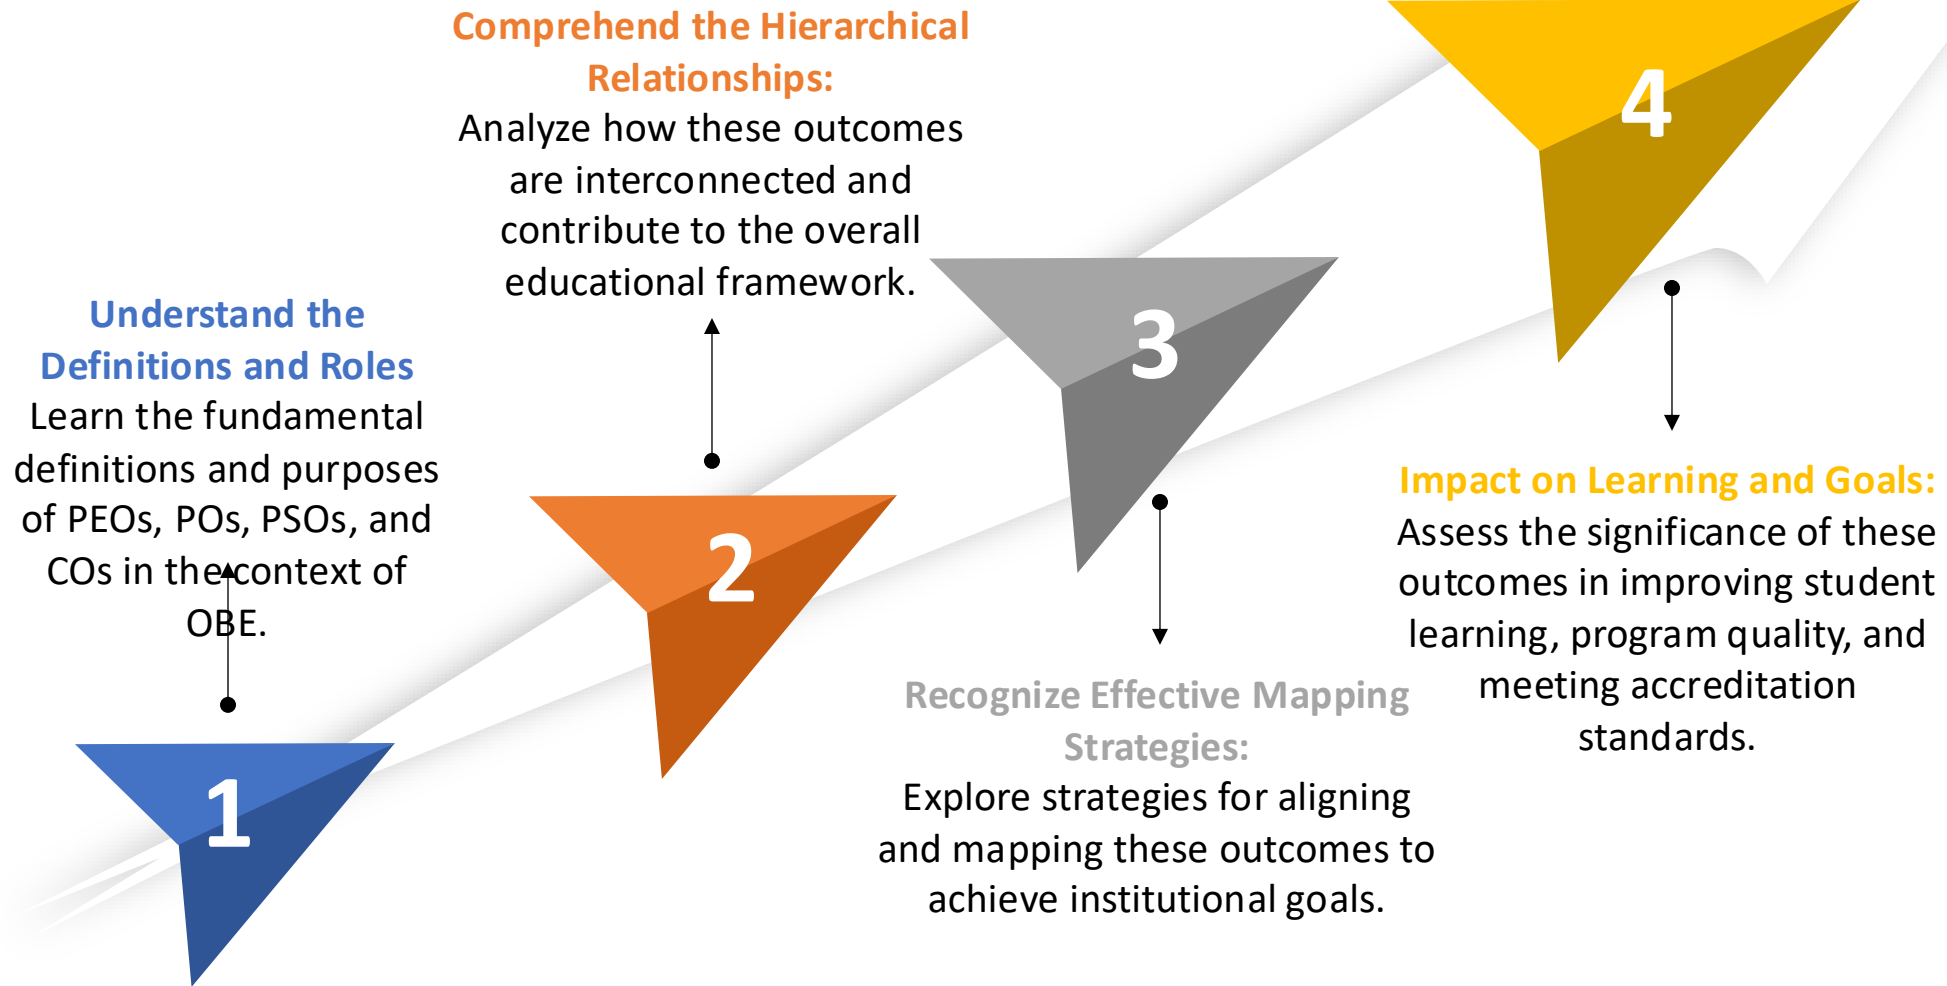 Understand the
Definitions and Roles
Learn the fundamental
definitions and purposes
of PEOs, POs, PSOs, and
COs in the context of
OBE.
1
Comprehend the Hierarchical
Relationships:
Analyze how these outcomes
are interconnected and
contribute to the overall
educational framework.
2
3
Recognize Effective Mapping
Strategies:
Explore strategies for aligning
and mapping these outcomes to
achieve institutional goals.
4
Impact on Learning and Goals:
Assess the significance of these
outcomes in improving student
learning, program quality, and
meeting accreditation
standards.